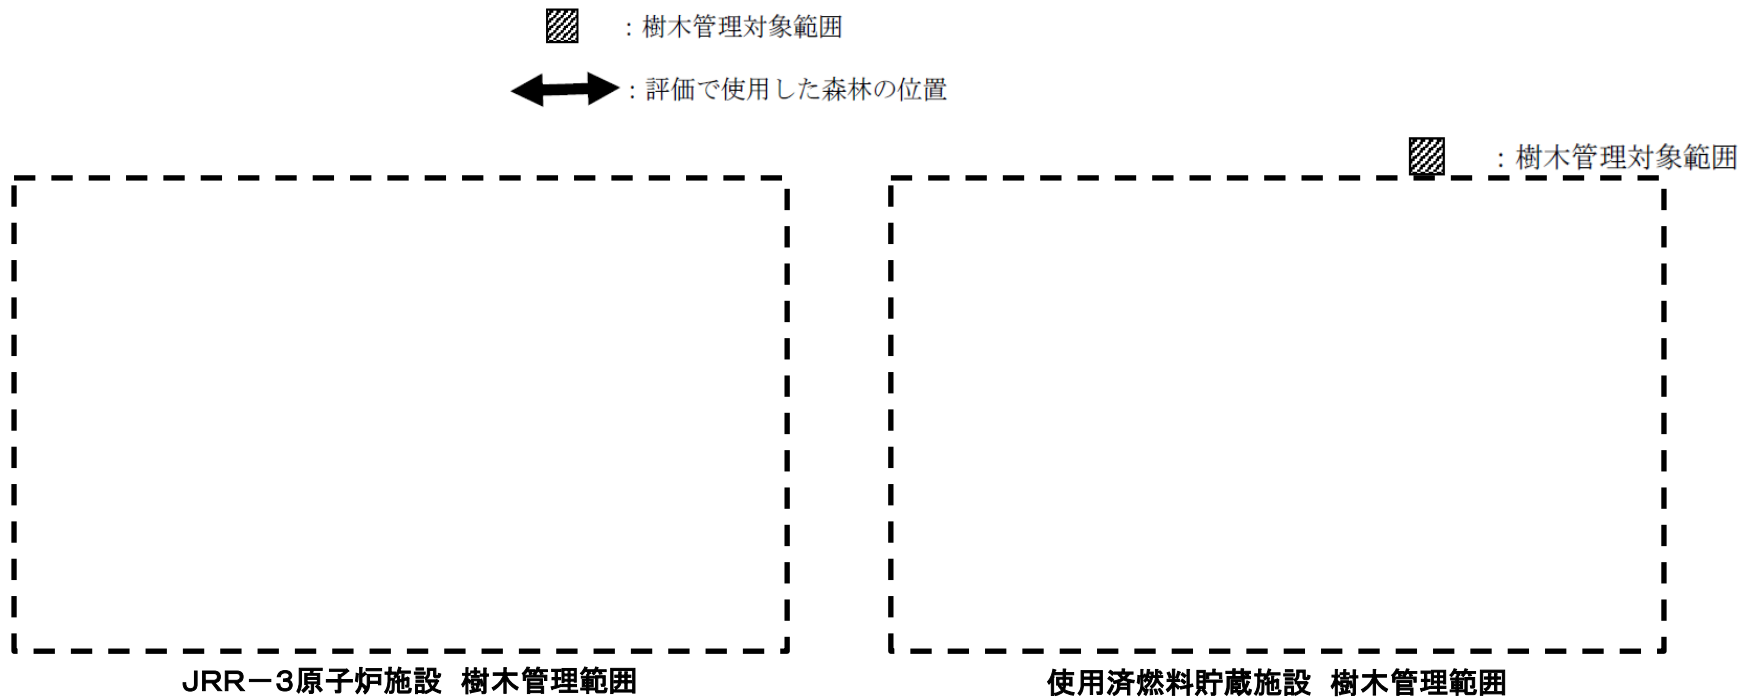 ：樹木管理対象範囲
：評価で使用した森林の位置
：樹木管理対象範囲
JRR－3原子炉施設　樹木管理範囲
使用済燃料貯蔵施設　樹木管理範囲